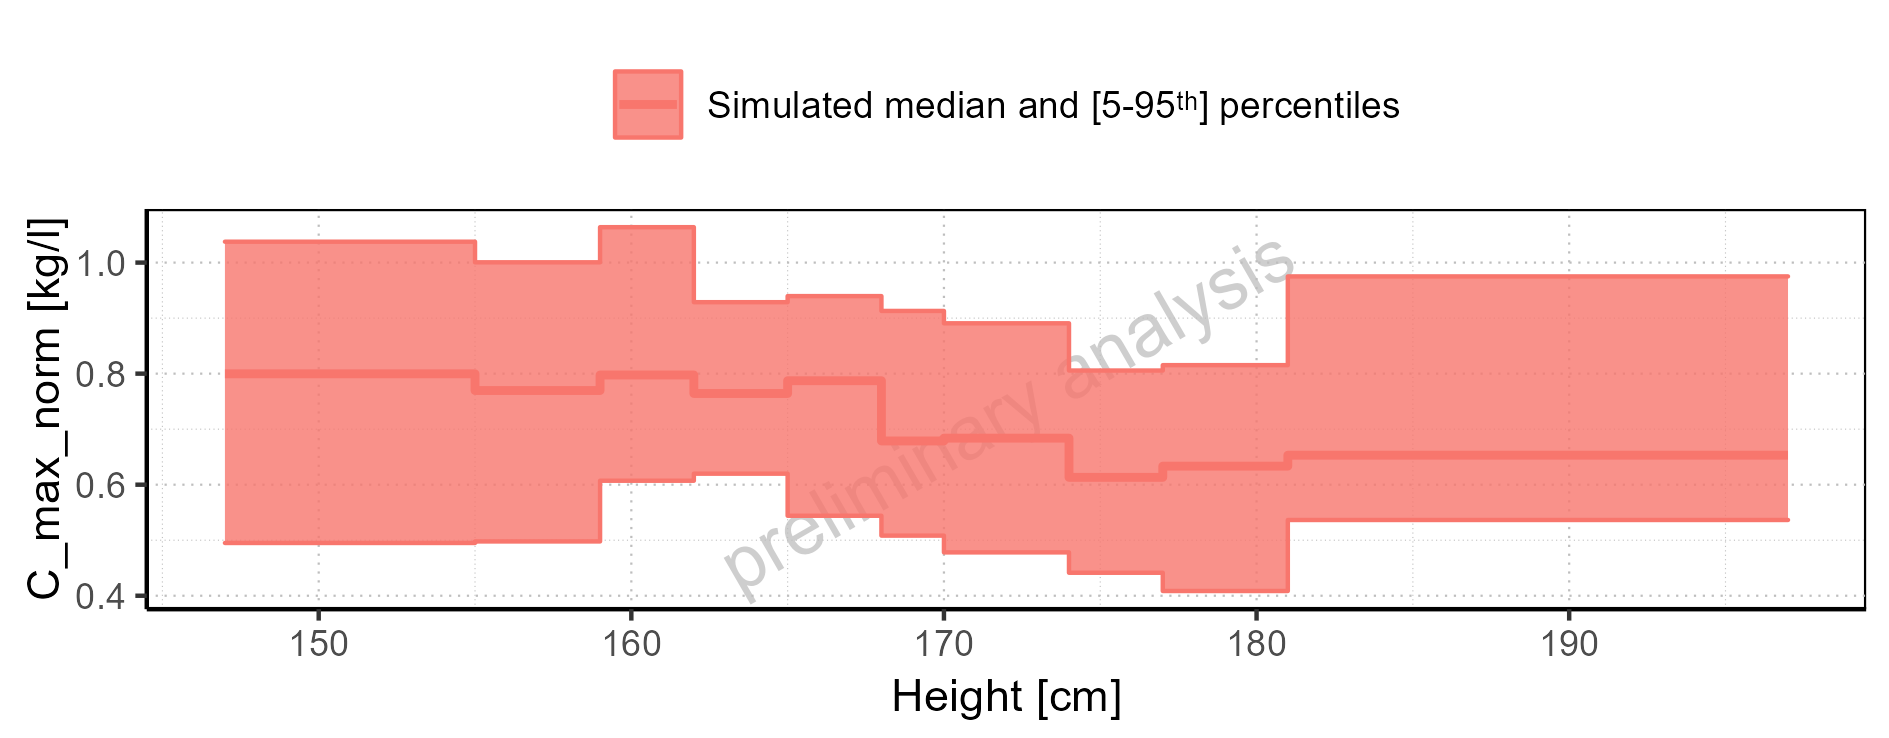 Simulated median and [5-95th] percentiles
C_max_norm [kg/l]
1.0
0.8
0.6
0.4
preliminary analysis
150 160 170 180 190
Height [cm]